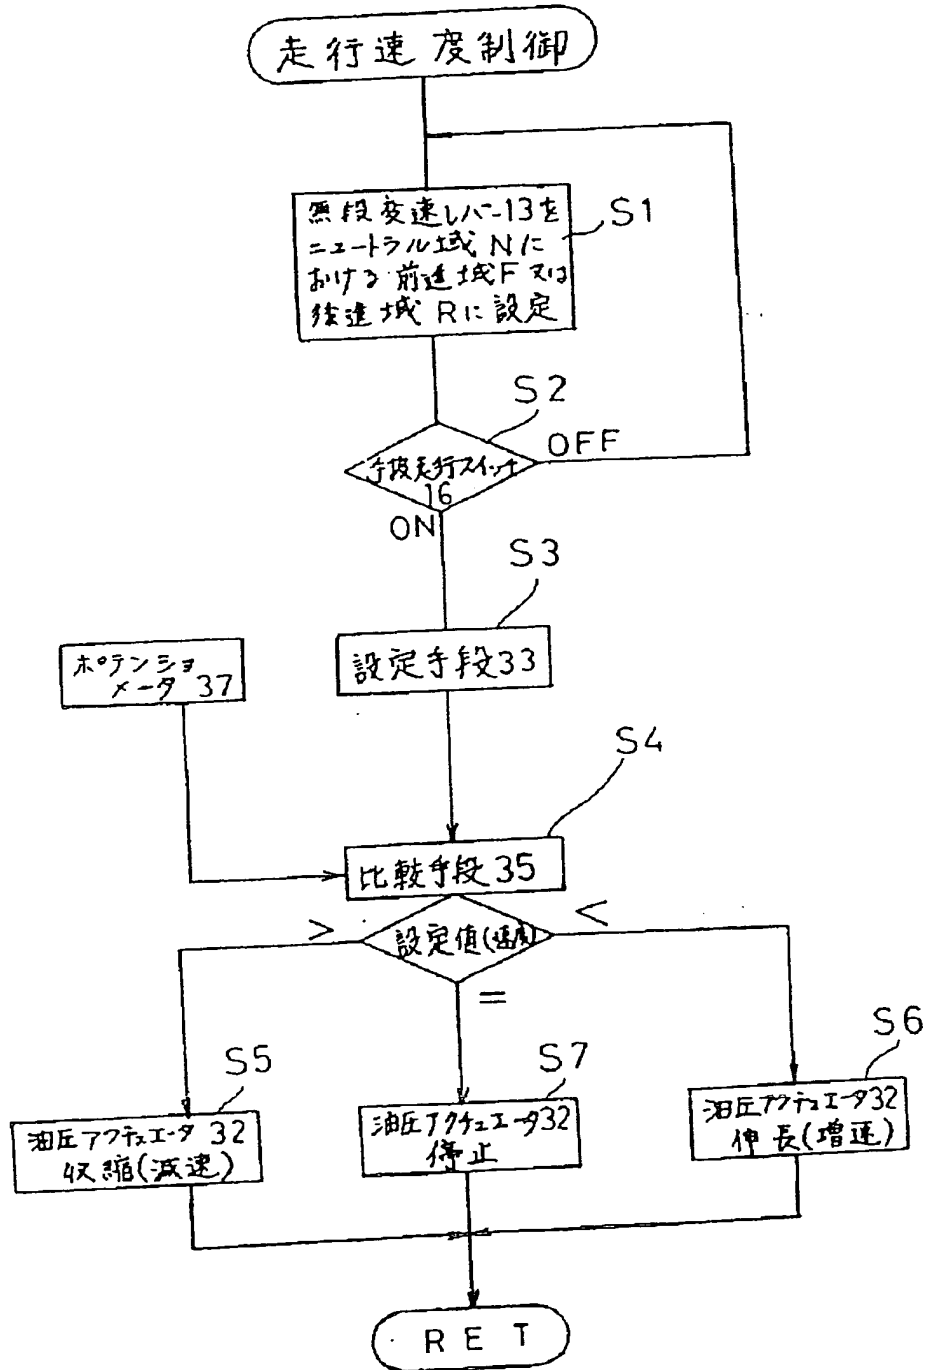 走行速度制御
無段変速レバー13を
ニュートラル域 Nに
おける前進域F又は
後進域 Rに設定
S1
S2
手扱走行スイッチ
16
OFF
ON
S3
設定手段33
ポテンショ
メータ 37
S4
比較手段35
>
設定値(速度)
<
=
S5
S7
S6
油圧アクチュエータ 32
収縮(減速)
油圧アクチュエータ32
停止
油圧アクチュエータ32
伸長(増速)
RET